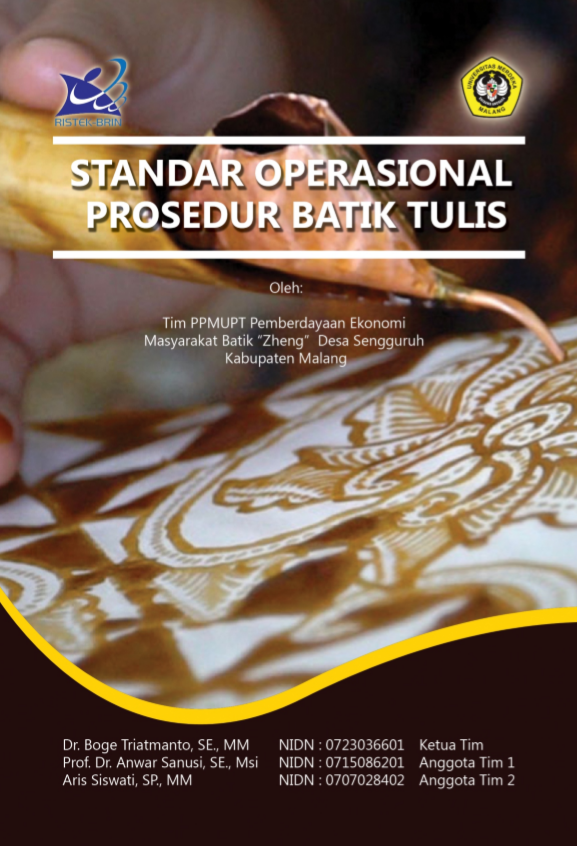 RISTEK-BRIN
UNIVERSITAS MERDEKA
MALANG
STANDAR OPERASIONAL
PROSEDUR BATIK TULIS
Oleh:
Tim PPMUPT Pemberdayaan Ekonomi
Masyarakat Batik “Zheng” Desa Sengguruh
Kabupaten Malang
Dr. Boge Triatmanto, SE., MM NIDN : 0723036601 Ketua Tim
Prof. Dr. Anwar Sanusi, SE., Msi NIDN : 0715086201 Anggota Tim 1
Aris Siswati, SP., MM NIDN : 0707028402 Anggota Tim 2